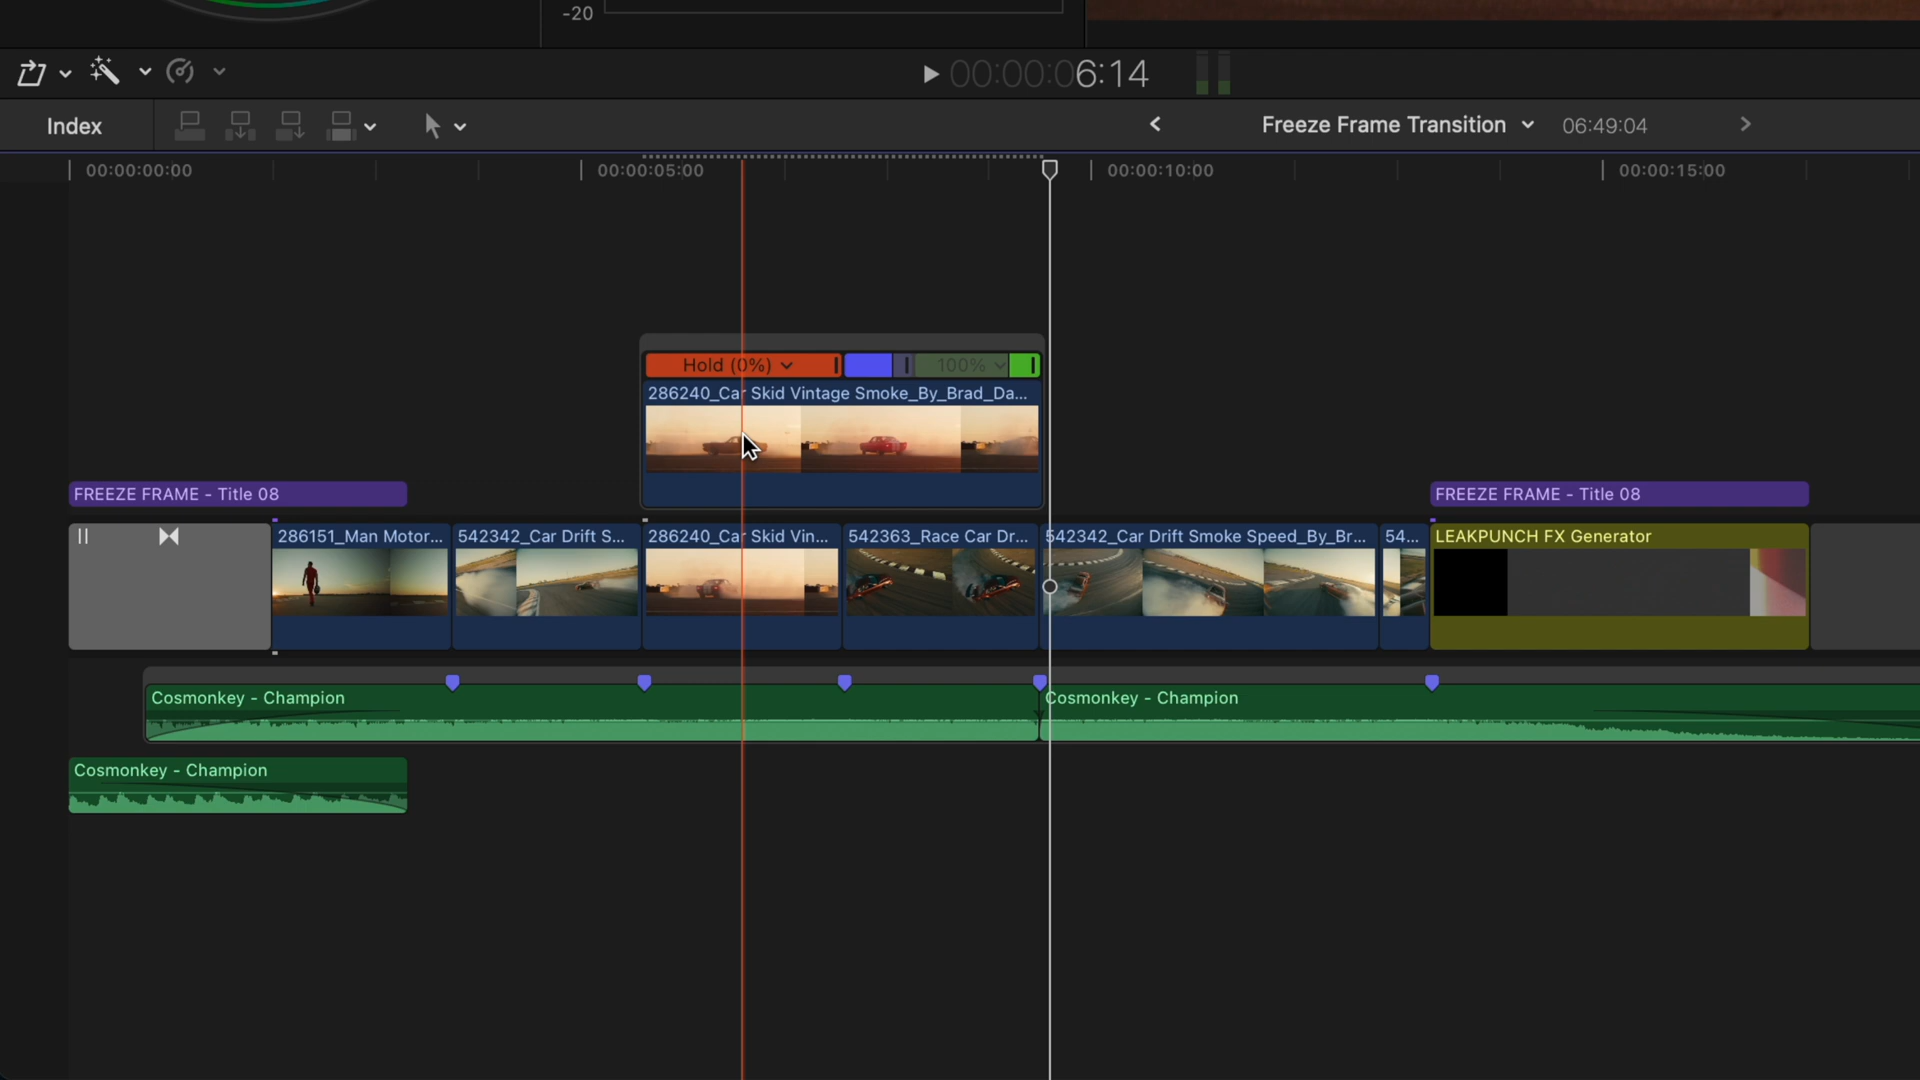 -20
00:00:06:14
Index
Freeze Frame Transition
06:49:04
00:00:00:00
00:00:05:00
00:00:10:00
00:00:15:00
Hold (0%)
100%
286240_Car Skid Vintage Smoke_By_Brad_Da...
FREEZE FRAME - Title 08
FREEZE FRAME - Title 08
286151_Man Motor...
542342_Car Drift S...
286240_Car Skid Vin...
542363_Race Car Dr...
542342_Car Drift Smoke Speed_By_Br...
54...
LEAKPUNCH FX Generator
Cosmonkey - Champion
Cosmonkey - Champion
Cosmonkey - Champion